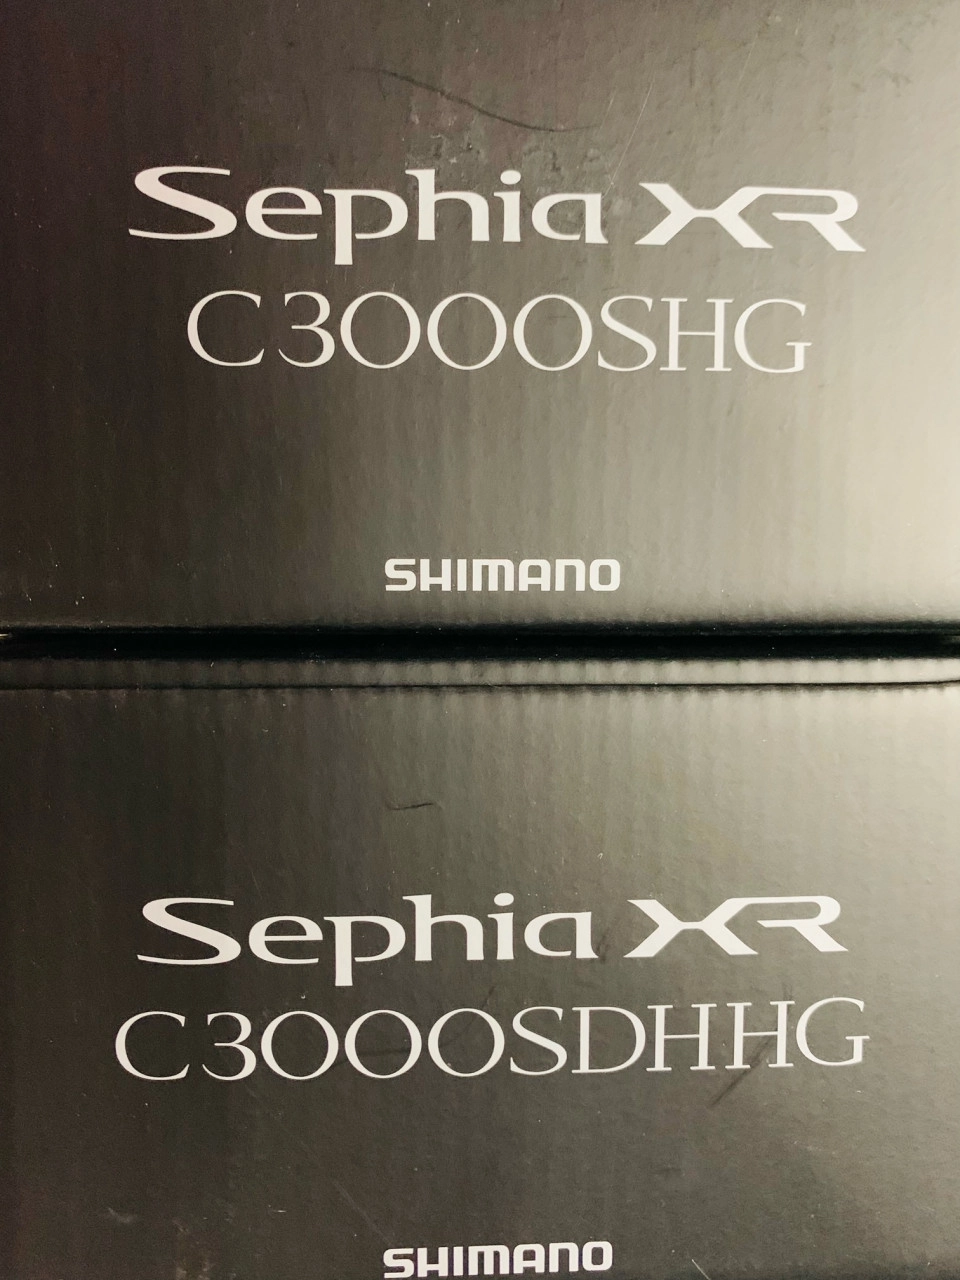 Sephia XR
C3000SHG
SHIMANO
Sephia XR
C3000SDHHG
SHIMANO